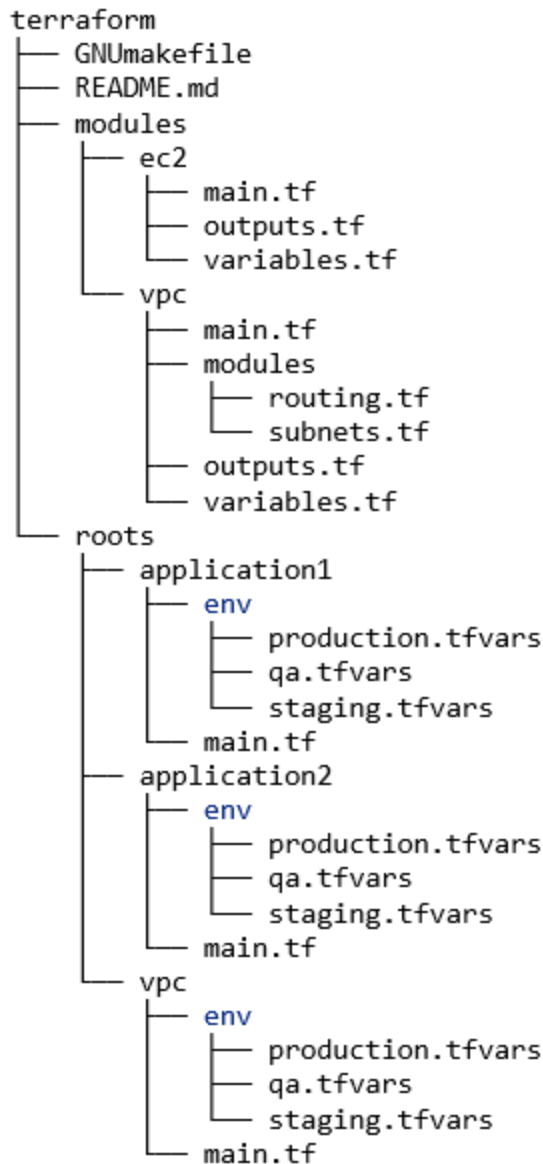 terraform
├── GNUmakefile
├── README.md
├── modules
│   ├── ec2
│   │   ├── main.tf
│   │   ├── outputs.tf
│   │   └── variables.tf
│   └── vpc
│       ├── main.tf
│       ├── modules
│       │   ├── routing.tf
│       │   └── subnets.tf
│       ├── outputs.tf
│       └── variables.tf
└── roots
    ├── application1
    │   ├── env
    │   │   ├── production.tfvars
    │   │   ├── qa.tfvars
    │   │   └── staging.tfvars
    │   └── main.tf
    ├── application2
    │   ├── env
    │   │   ├── production.tfvars
    │   │   ├── qa.tfvars
    │   │   └── staging.tfvars
    │   └── main.tf
    └── vpc
        ├── env
        │   ├── production.tfvars
        │   ├── qa.tfvars
        │   └── staging.tfvars
        └── main.tf